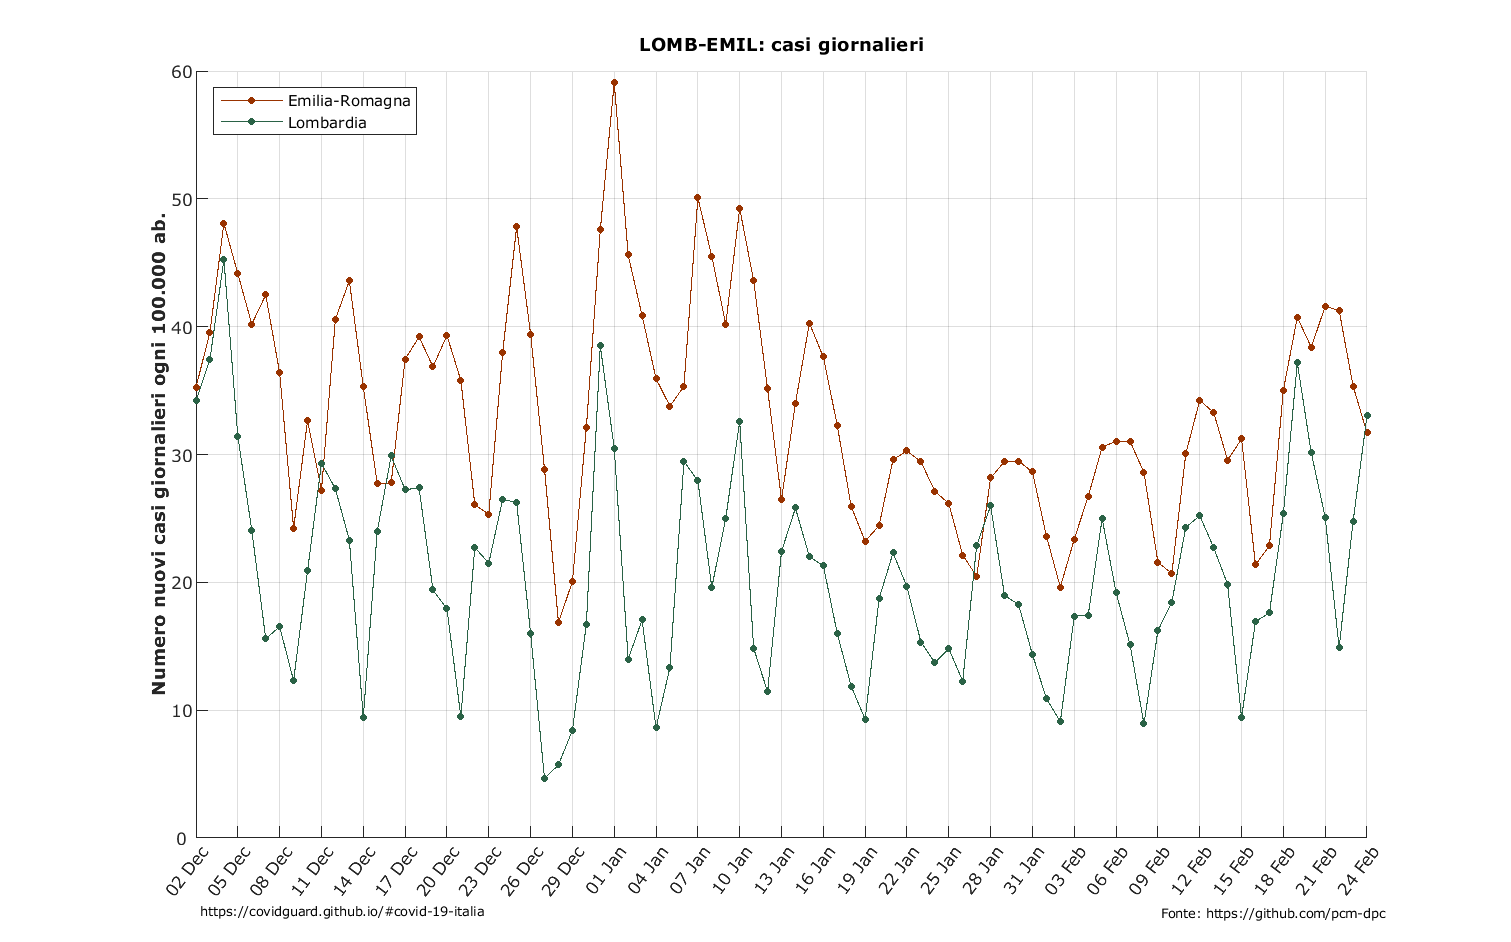 LOMB-EMIL: casi giornalieri
Emilia-Romagna
Lombardia
Numero nuovi casi giornalieri ogni 100.000 ab.
60
50
40
30
20
10
0
02 Dec
05 Dec
08 Dec
11 Dec
14 Dec
17 Dec
20 Dec
23 Dec
26 Dec
29 Dec
01 Jan
04 Jan
07 Jan
10 Jan
13 Jan
16 Jan
19 Jan
22 Jan
25 Jan
28 Jan
31 Jan
03 Feb
06 Feb
09 Feb
12 Feb
15 Feb
18 Feb
21 Feb
24 Feb
https://covidguard.github.io/#covid-19-italia
Fonte: https://github.com/pcm-dpc